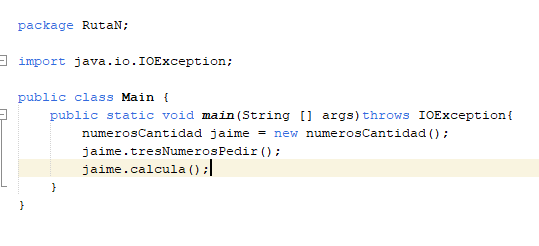 package RutaN;
import java.io.IOException;
public class Main {
public static void main(String [] args)throws IOException{
numerosCantidad jaime = new numerosCantidad();
jaime.tresNumerosPedir();
jaime.calcula();
}
}